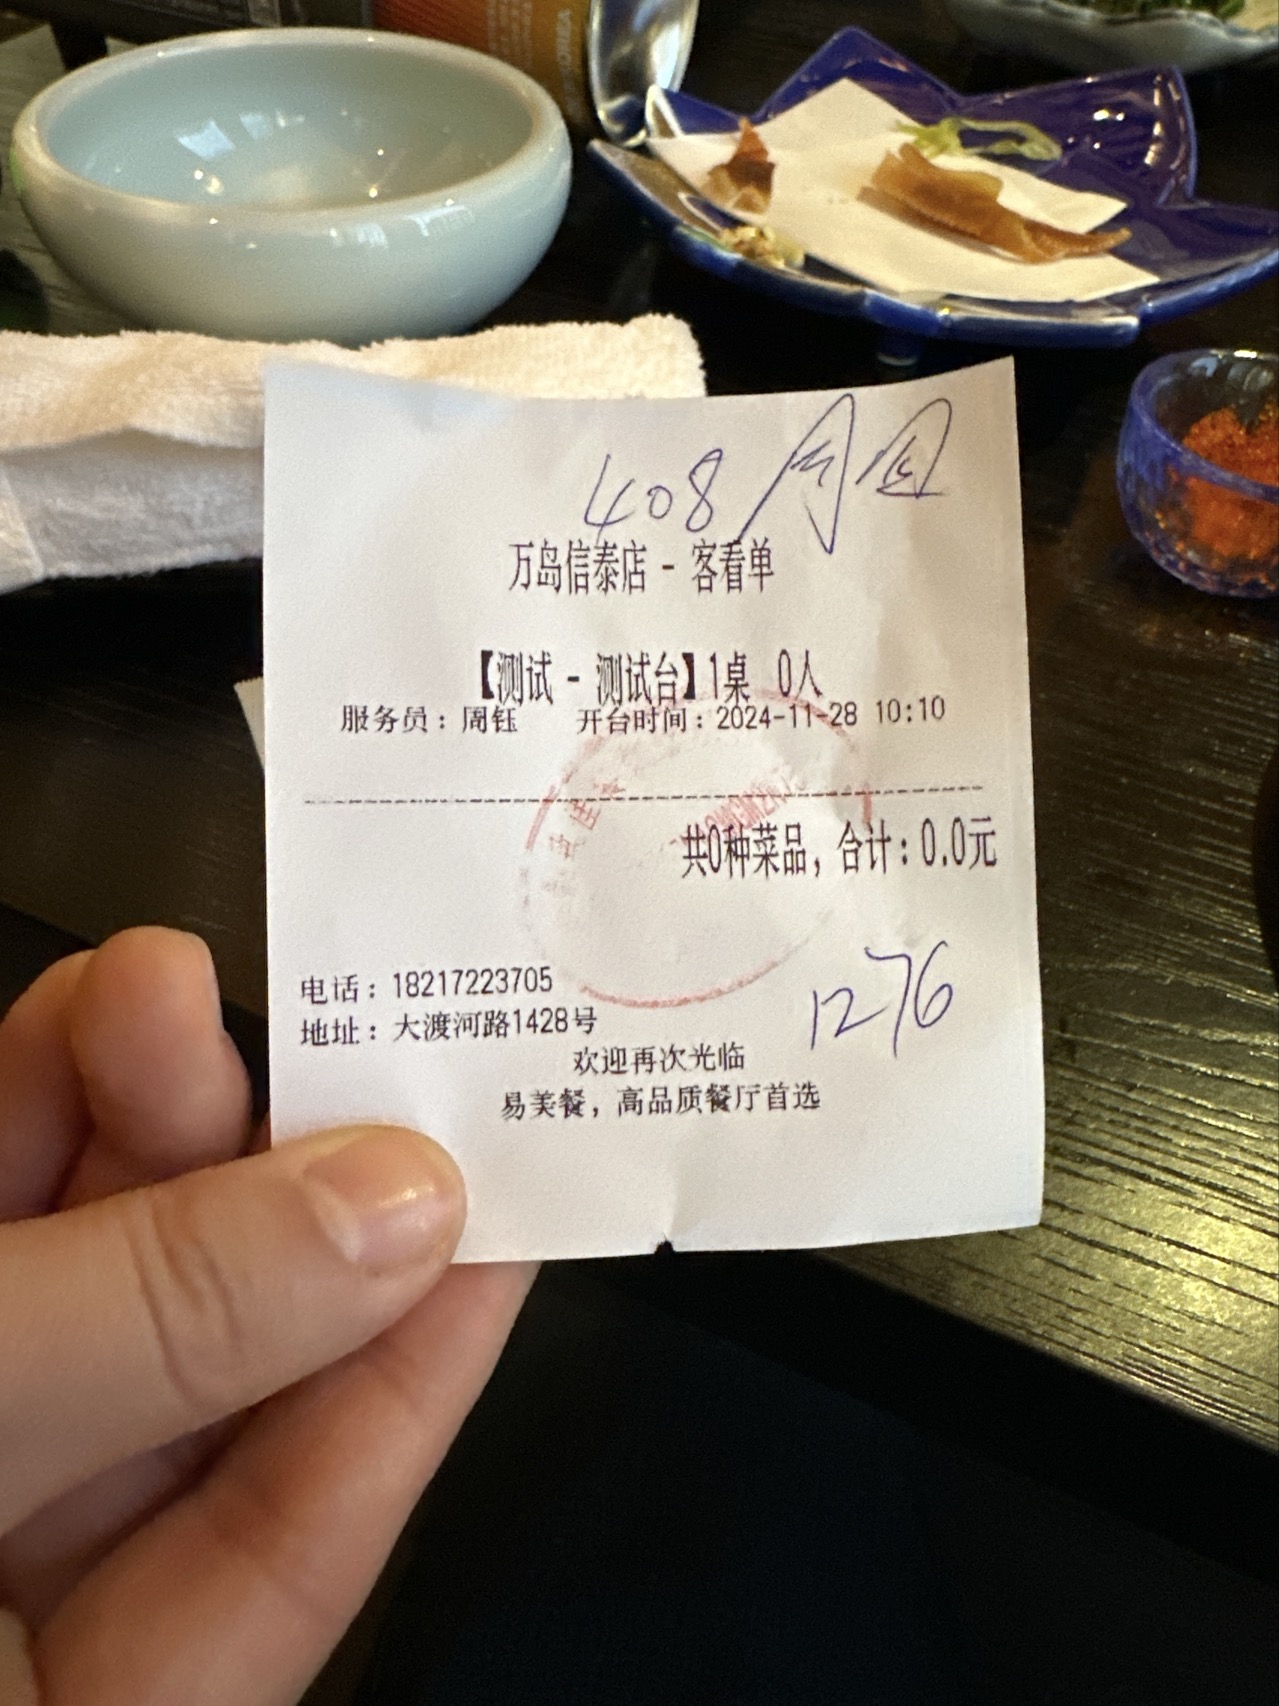 408
万岛信泰店 - 客看单
【测试 - 测试台】1桌 0人
服务员：周钰 开台时间：2024-11-28 10:10
共0种菜品，合计：0.0元
电话：18217223705
1276
地址：大渡河路1428号
欢迎再次光临
易美餐，高品质餐厅首选